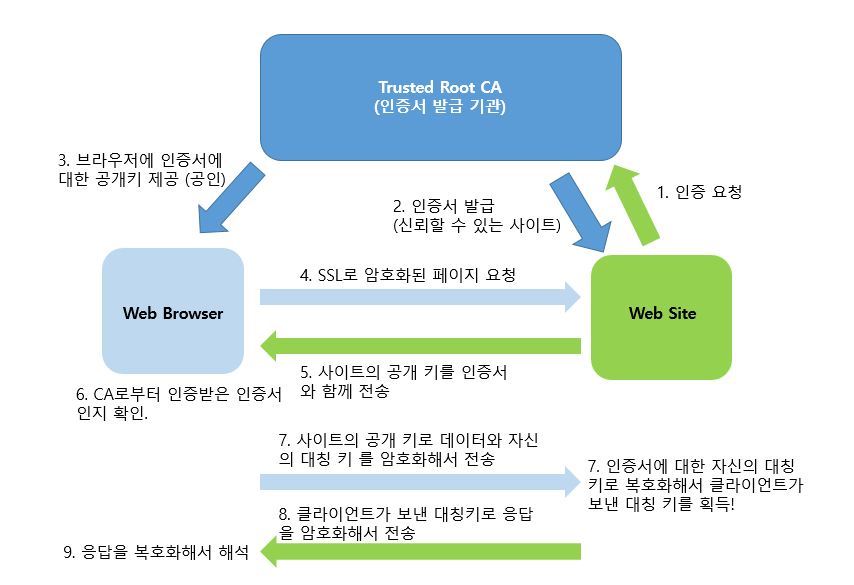 Trusted Root CA
(인증서 발급 기관)
3. 브라우저에 인증서에
대한 공개키 제공 (공인)
1. 인증 요청
2. 인증서 발급
(신뢰할 수 있는 사이트)
4. SSL로 암호화된 페이지 요청
Web Browser
Web Site
5. 사이트의 공개 키를 인증서
와 함께 전송
6. CA로부터 인증받은 인증서
인지 확인.
7. 사이트의 공개 키로 데이터와 자신
의 대칭 키 를 암호화해서 전송
7. 인증서에 대한 자신의 대칭
키로 복호화해서 클라이언트가
보낸 대칭 키를 획득!
8. 클라이언트가 보낸 대칭키로 응답
을 암호화해서 전송
9. 응답을 복호화해서 해석